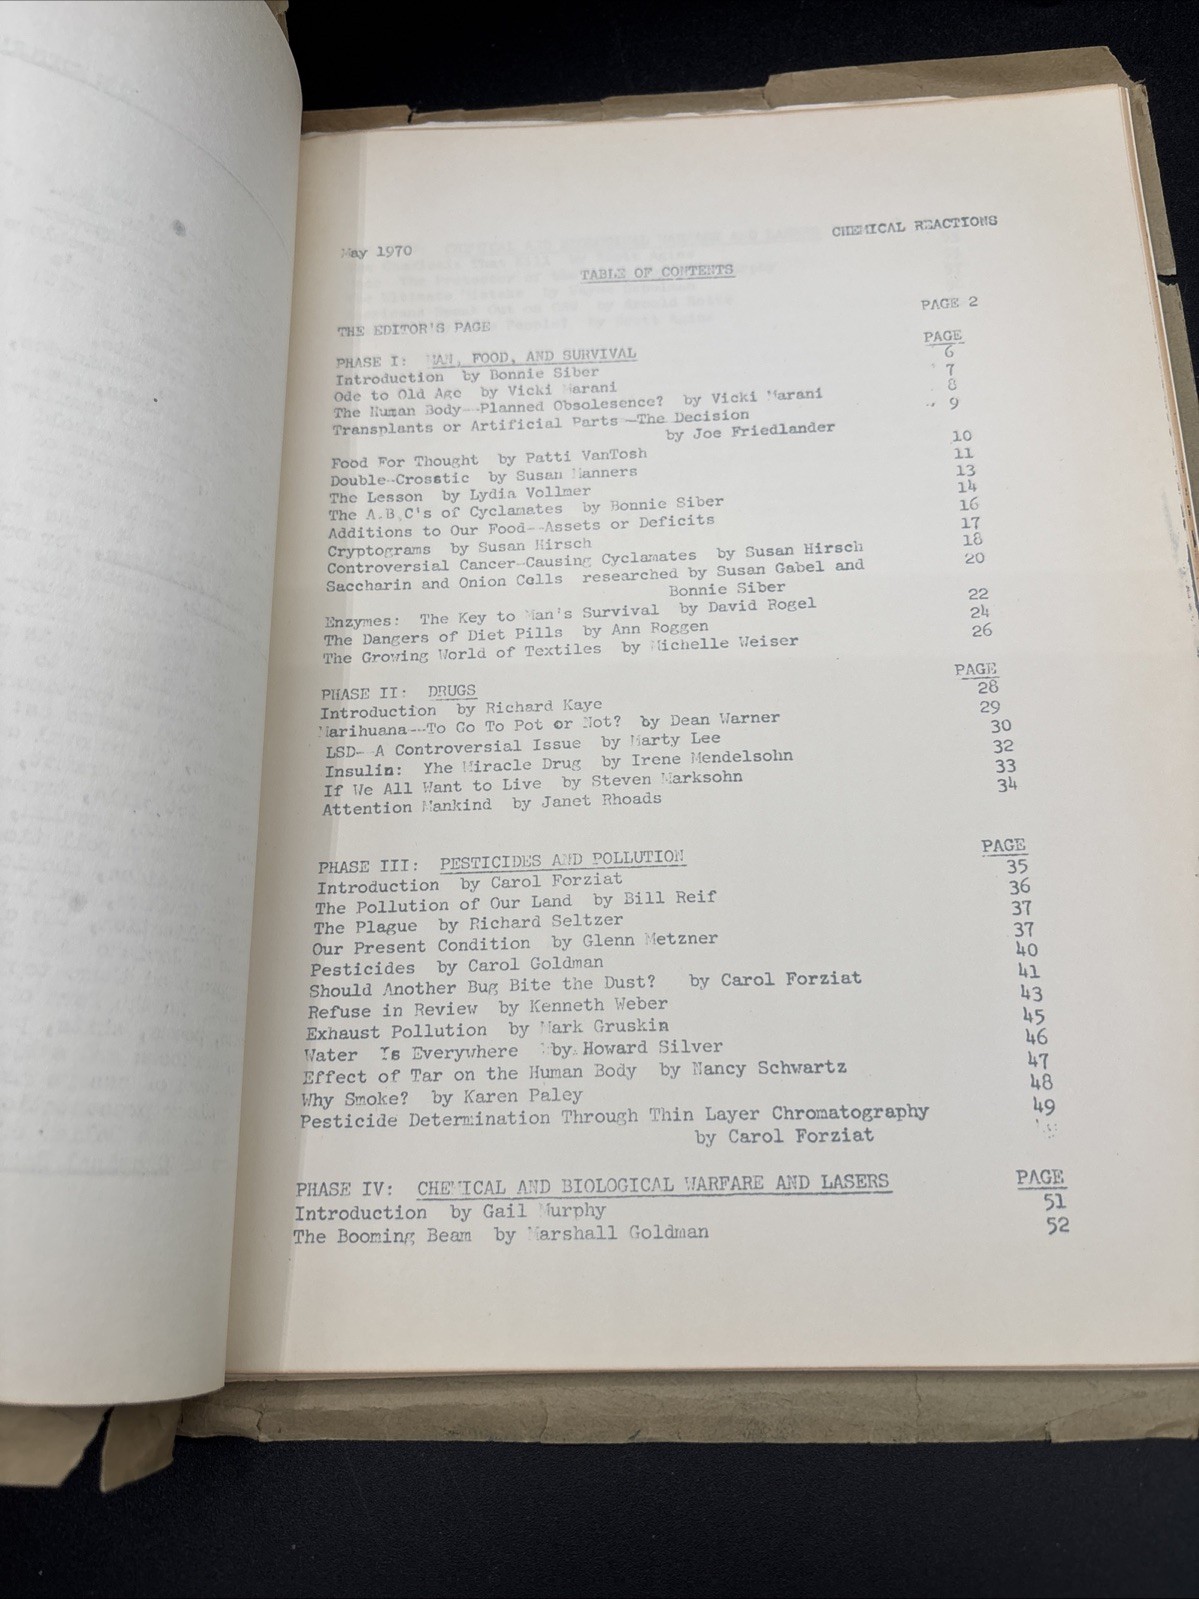 May 1970
CHEMICAL REACTIONS
TABLE OF CONTENTS
THE EDITOR'S PAGE PAGE 2
PHASE I: MAN, FOOD, AND SURVIVAL PAGE
Introduction by Bonnie Siber 6
Ode to Old Age by Vicki Marani 7
The Human Body--Planned Obsolesence? by Vicki Marani 8
Transplants or Artificial Parts--The Decision 9
by Joe Friedlander
Food For Thought by Patti VanTosh 10
Double-Crosstic by Susan Manners 11
The Lesson by Lydia Vollmer 13
The A.B.C's of Cyclamates by Bonnie Siber 14
Additions to Our Food--Assets or Deficits 16
Cryptograms by Susan Hirsch 17
Controversial Cancer-Causing Cyclamates by Susan Hirsch 18
Saccharin and Onion Cells researched by Susan Gabel and 20
Bonnie Siber
Enzymes: The Key to Man's Survival by David Rogel 22
The Dangers of Diet Pills by Ann Roggen 24
The Growing World of Textiles by Michelle Weiser 26
PHASE II: DRUGS PAGE
Introduction by Richard Kaye 28
Marihuana--To Go To Pot or Not? by Dean Warner 29
LSD--A Controversial Issue by Marty Lee 30
Insulin: Yhe Miracle Drug by Irene Mendelsohn 32
If We All Want to Live by Steven Marksohn 33
Attention Mankind by Janet Rhoads 34
PHASE III: PESTICIDES AND POLLUTION PAGE
Introduction by Carol Forziat 35
The Pollution of Our Land by Bill Reif 36
The Plague by Richard Seltzer 37
Our Present Condition by Glenn Metzner 37
Pesticides by Carol Goldman 40
Should Another Bug Bite the Dust? by Carol Forziat 41
Refuse in Review by Kenneth Weber 43
Exhaust Pollution by Mark Gruskin 45
Water Is Everywhere by Howard Silver 46
Effect of Tar on the Human Body by Nancy Schwartz 47
Why Smoke? by Karen Paley 48
Pesticide Determination Through Thin Layer Chromatography 49
by Carol Forziat
PHASE IV: CHEMICAL AND BIOLOGICAL WARFARE AND LASERS PAGE
Introduction by Gail Murphy 51
The Booming Beam by Marshall Goldman 52